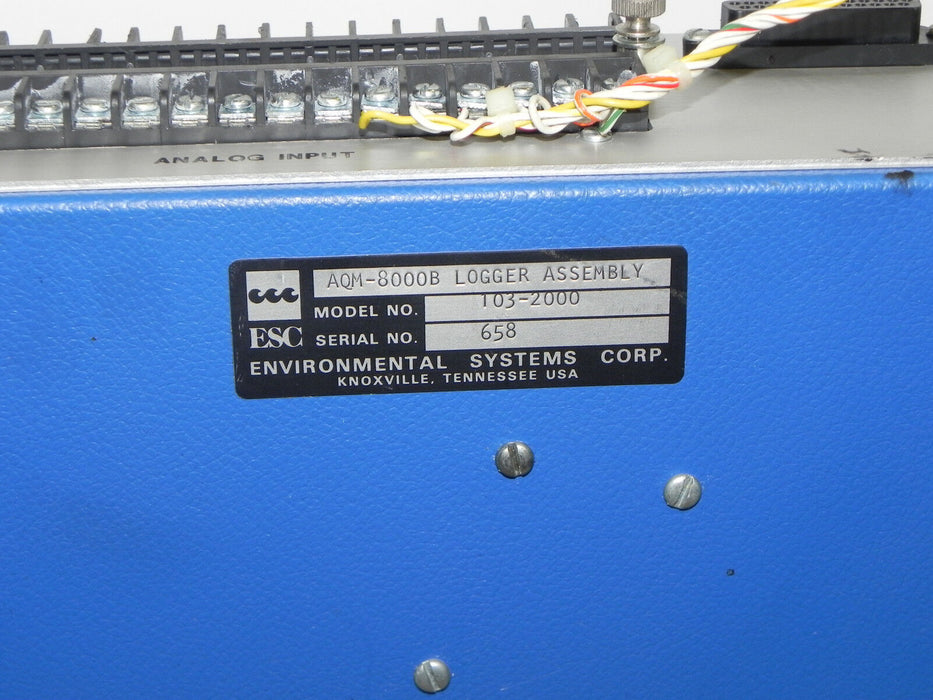 ANALOG INPUT
AQM-8000B LOGGER ASSEMBLY
MODEL NO. 103-2000
ESC SERIAL NO. 658
ENVIRONMENTAL SYSTEMS CORP.
KNOXVILLE, TENNESSEE USA